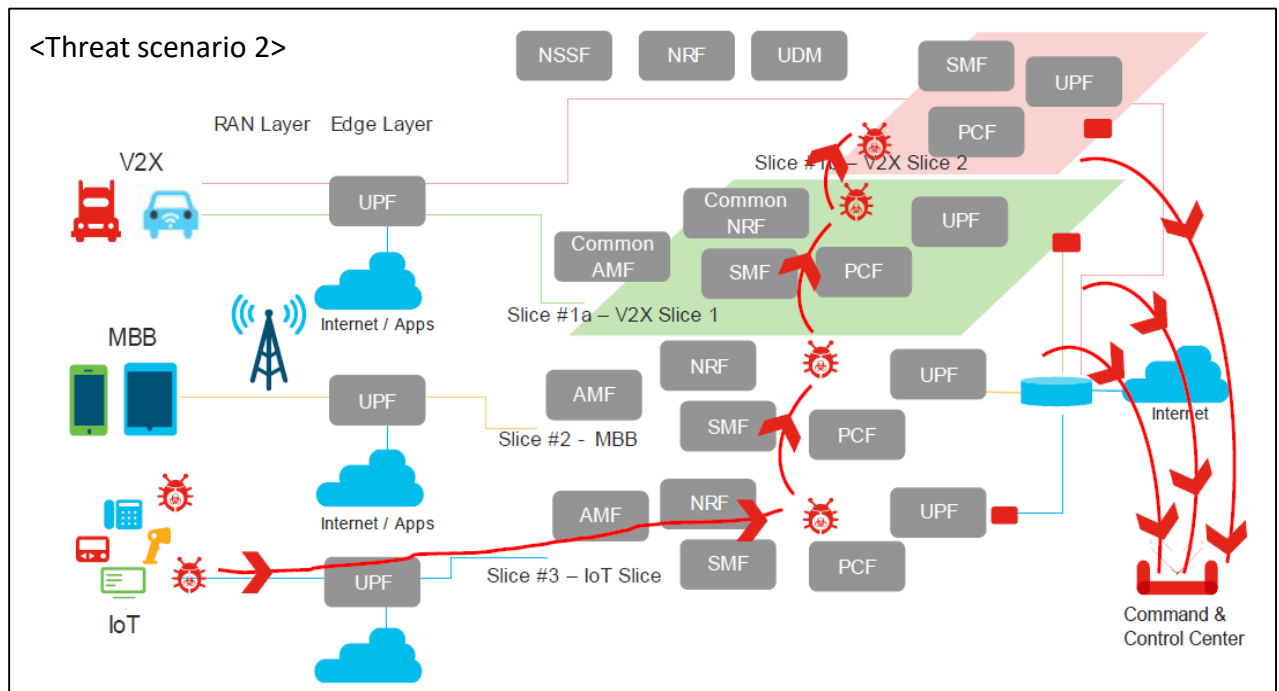 <Threat scenario 2>
NSSF
NRF
UDM
SMF
UPF
PCF
RAN Layer
Edge Layer
V2X
UPF
Slice #1b – V2X Slice 2
Common
NRF
UPF
Common
AMF
SMF
PCF
Internet / Apps
Slice #1a – V2X Slice 1
MBB
NRF
UPF
AMF
UPF
SMF
PCF
Internet
Slice #2 - MBB
Internet / Apps
NRF
UPF
AMF
SMF
PCF
UPF
Slice #3 – IoT Slice
IoT
Command &
Control Center